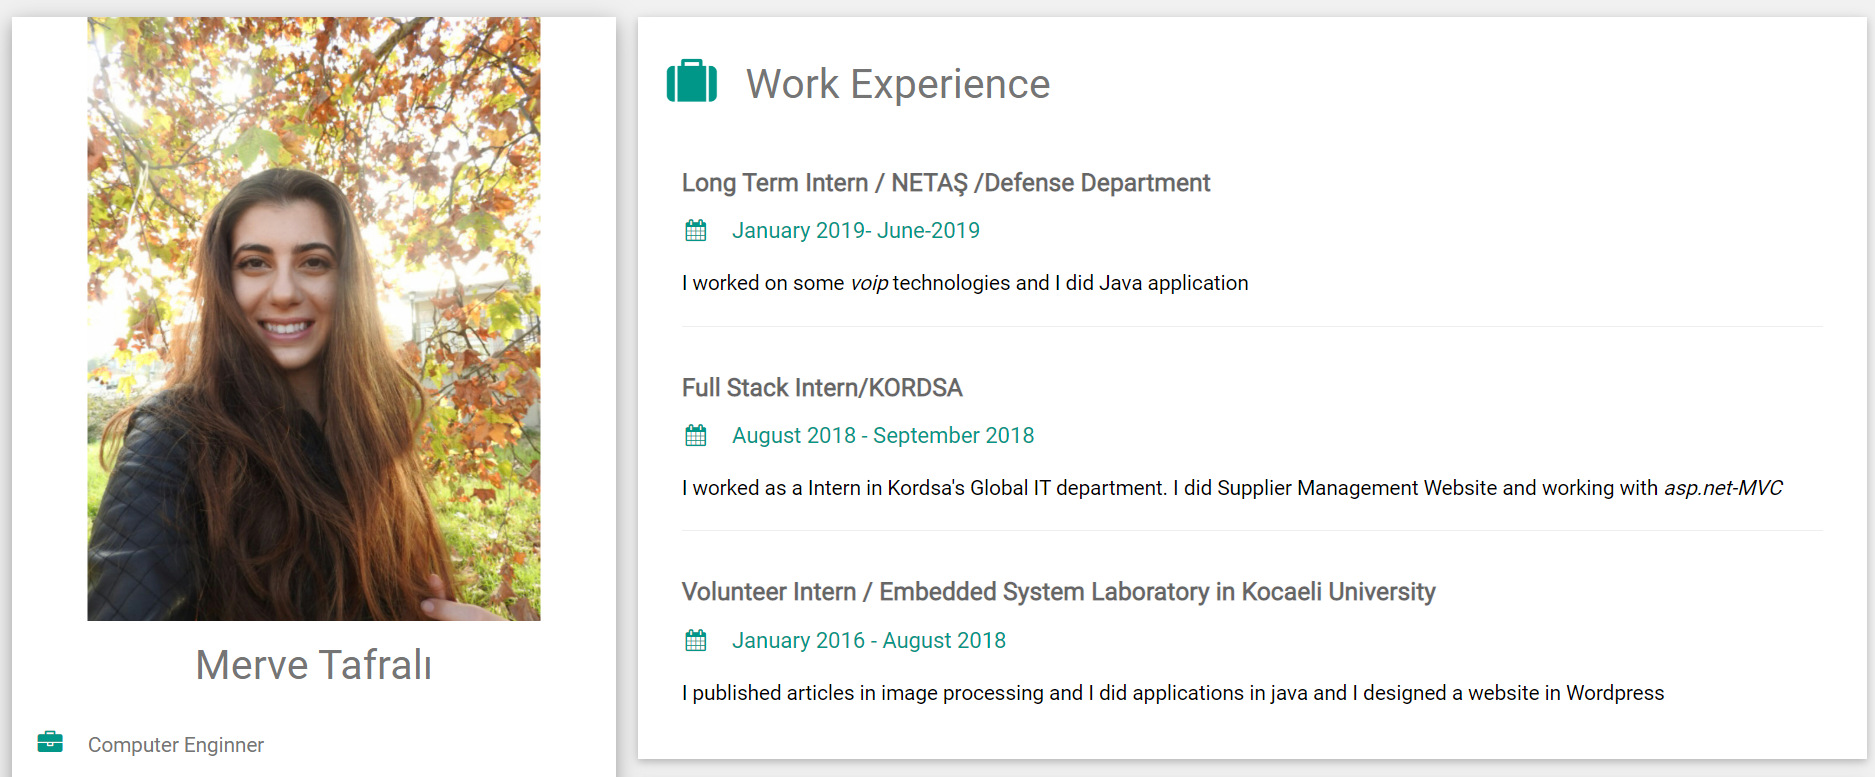 Merve Tafralı
Computer Enginner
Work Experience
Long Term Intern / NETAŞ /Defense Department
January 2019- June-2019
I worked on some voip technologies and I did Java application
Full Stack Intern/KORDSA
August 2018 - September 2018
I worked as a Intern in Kordsa's Global IT department. I did Supplier Management Website and working with asp.net-MVC
Volunteer Intern / Embedded System Laboratory in Kocaeli University
January 2016 - August 2018
I published articles in image processing and I did applications in java and I designed a website in Wordpress